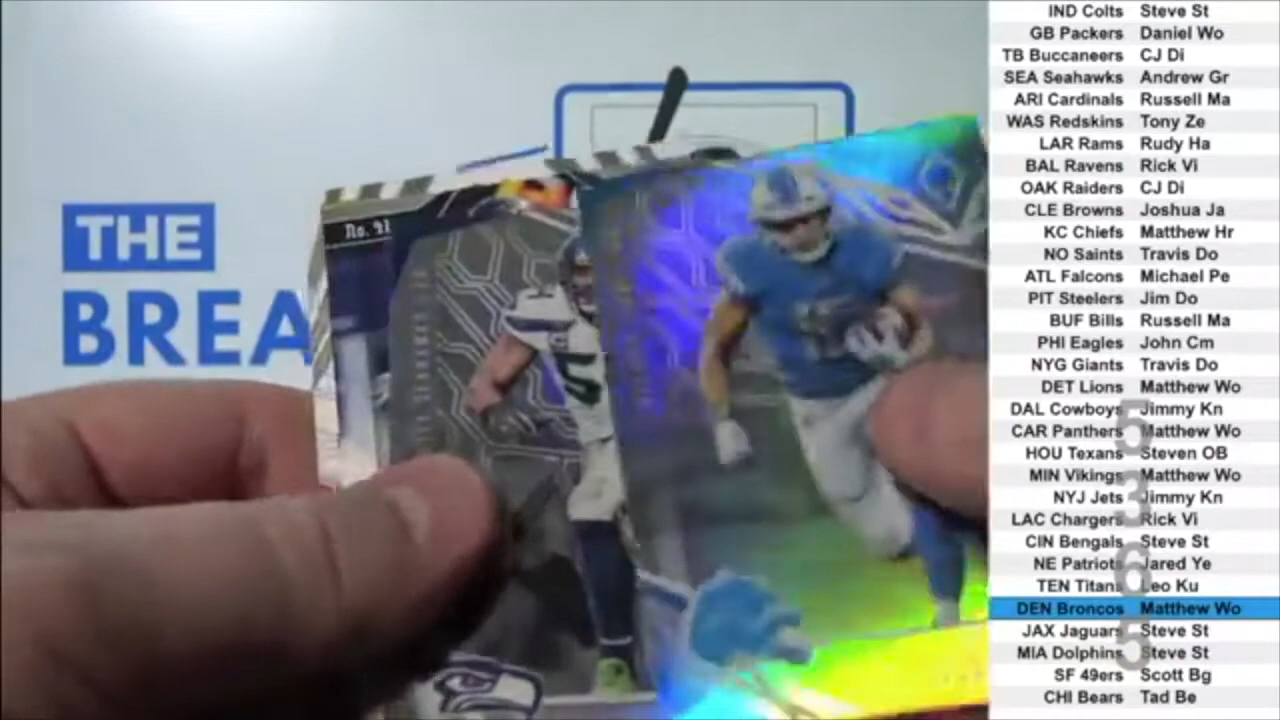 THE
BREA
No. 91
IND Colts Steve St
GB Packers Daniel Wo
TB Buccaneers CJ Di
SEA Seahawks Andrew Gr
ARI Cardinals Russell Ma
WAS Redskins Tony Ze
LAR Rams Rudy Ha
BAL Ravens Rick Vi
OAK Raiders CJ Di
CLE Browns Joshua Ja
KC Chiefs Matthew Hr
NO Saints Travis Do
ATL Falcons Michael Pe
PIT Steelers Jim Do
BUF Bills Russell Ma
PHI Eagles John Cm
NYG Giants Travis Do
DET Lions Matthew Wo
DAL Cowboys Jimmy Kn
CAR Panthers Matthew Wo
HOU Texans Steven OB
MIN Vikings Matthew Wo
NYJ Jets Jimmy Kn
LAC Chargers Rick Vi
CIN Bengals Steve St
NE Patriots Jared Ye
TEN Titans Leo Ku
DEN Broncos Matthew Wo
JAX Jaguars Steve St
MIA Dolphins Steve St
SF 49ers Scott Bg
CHI Bears Tad Be
5365